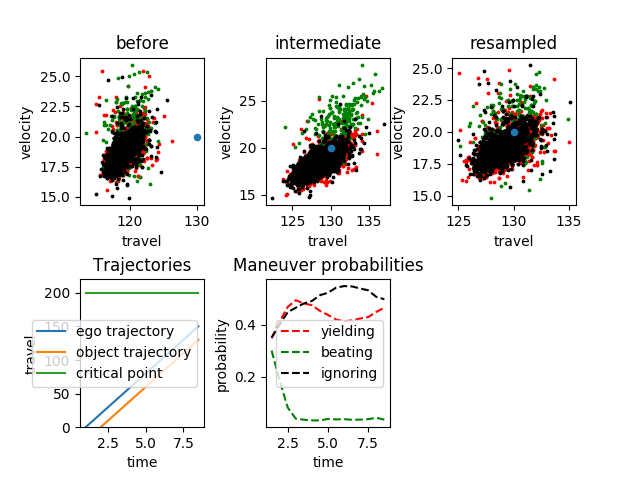 before
intermediate
resampled
25.0
22.5
20.0
17.5
15.0
velocity
120
130
travel
25
20
15
velocity
125
130
135
travel
25.0
22.5
20.0
17.5
15.0
velocity
125
130
135
travel
Trajectories
Maneuver probabilities
200
150
100
50
0
travel
ego trajectory
object trajectory
critical point
2.5
5.0
7.5
time
0.4
0.2
probability
yielding
beating
ignoring
2.5
5.0
7.5
time